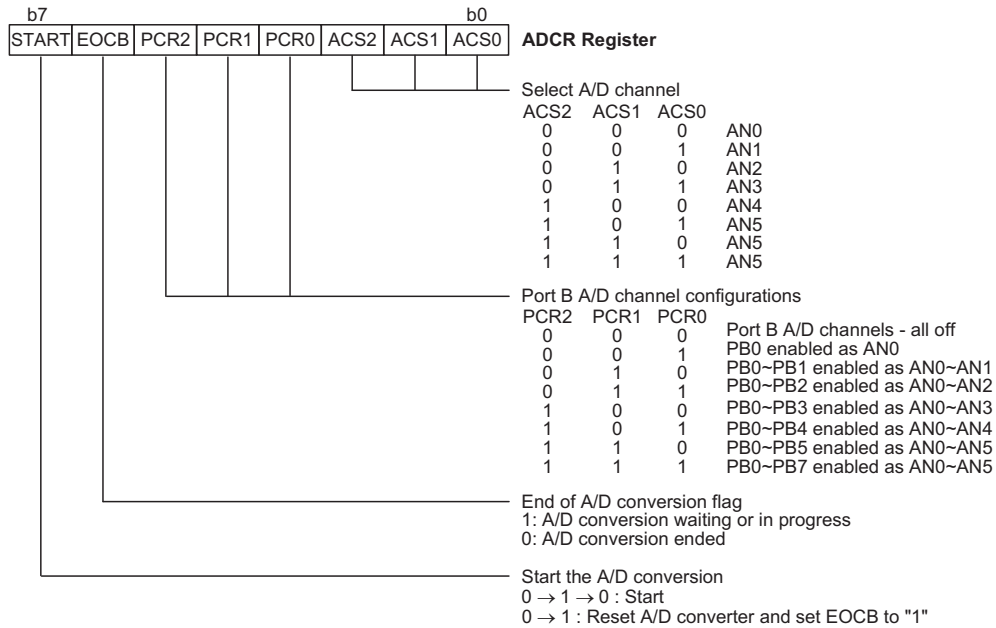 b7 b0
START EOCB PCR2 PCR1 PCR0 ACS2 ACS1 ACS0 ADCR Register
Select A/D channel
ACS2 ACS1 ACS0
0 0 0 AN0
0 0 1 AN1
0 1 0 AN2
0 1 1 AN3
1 0 0 AN4
1 0 1 AN5
1 1 0 AN5
1 1 1 AN5
Port B A/D channel configurations
PCR2 PCR1 PCR0
0 0 0 Port B A/D channels - all off
0 0 1 PB0 enabled as AN0
0 1 0 PB0~PB1 enabled as AN0~AN1
0 1 1 PB0~PB2 enabled as AN0~AN2
1 0 0 PB0~PB3 enabled as AN0~AN3
1 0 1 PB0~PB4 enabled as AN0~AN4
1 1 0 PB0~PB5 enabled as AN0~AN5
1 1 1 PB0~PB7 enabled as AN0~AN5
End of A/D conversion flag
1: A/D conversion waiting or in progress
0: A/D conversion ended
Start the A/D conversion
0 → 1 → 0 : Start
0 → 1 : Reset A/D converter and set EOCB to "1"